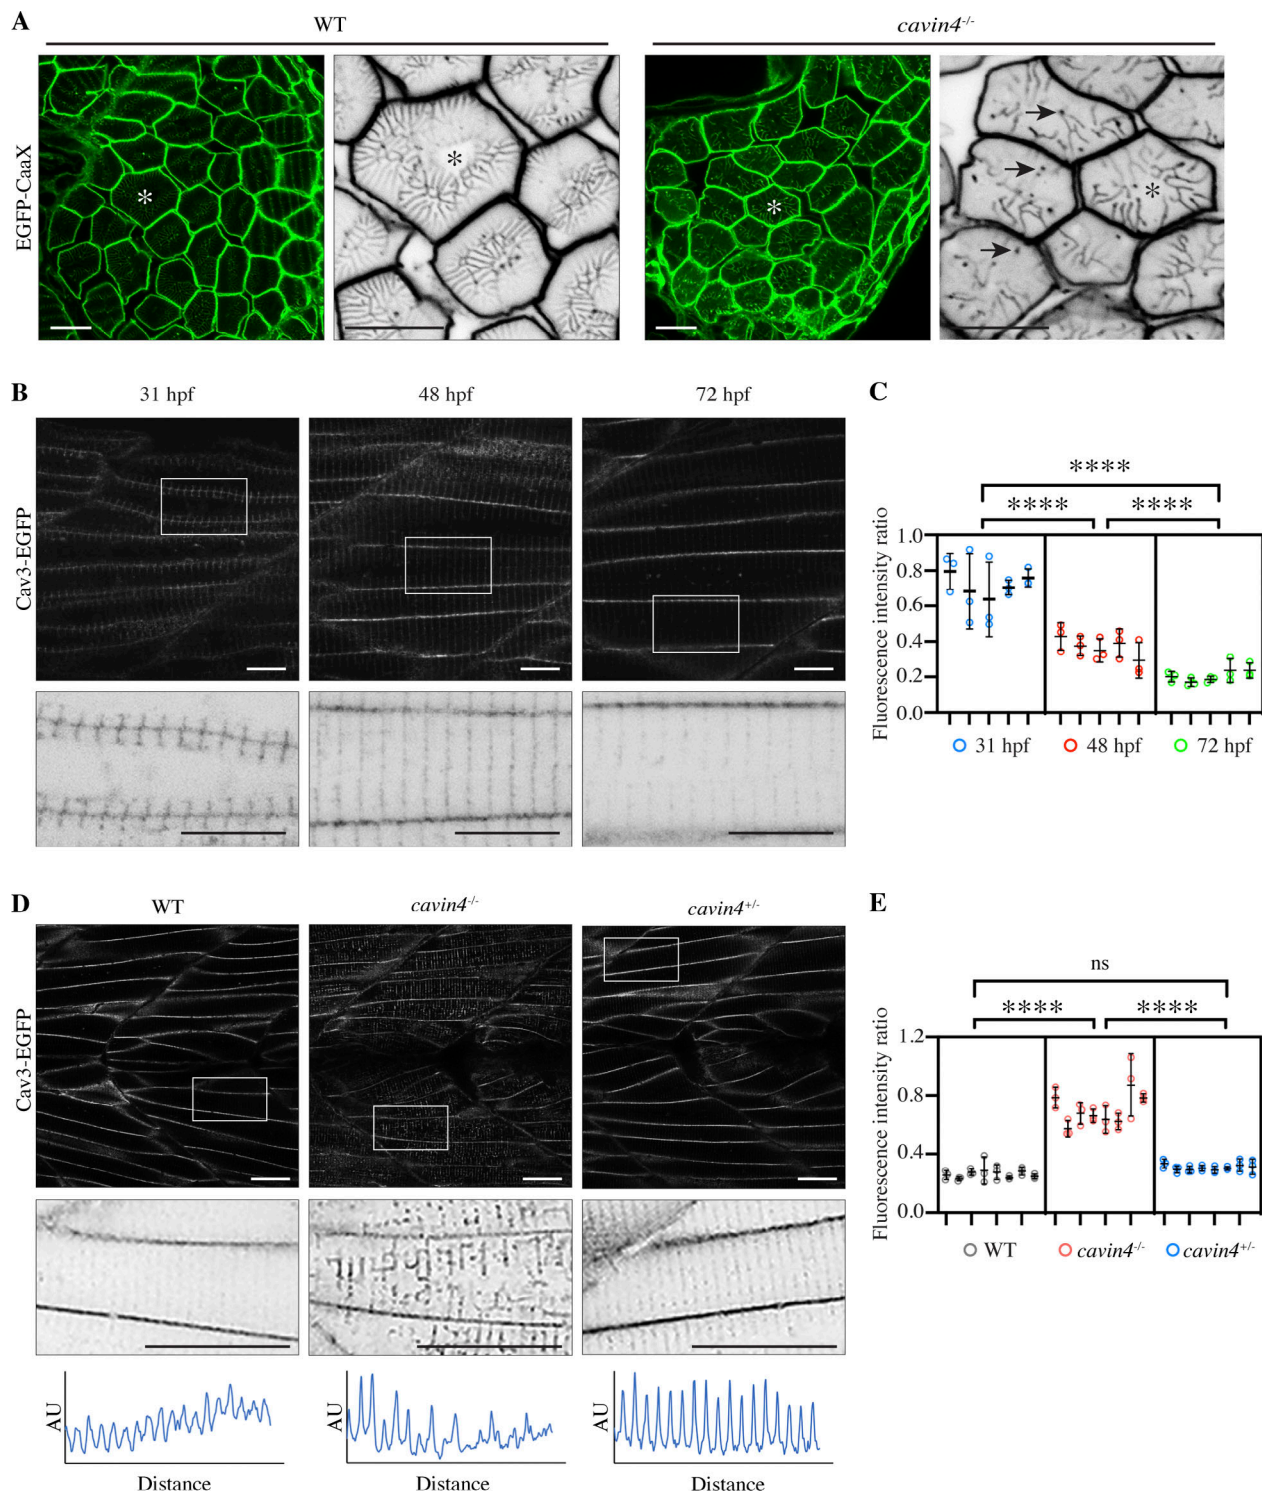 A
WT
cavin4-/-
EGFP-CaaX
*
*
*
*
B
31 hpf
48 hpf
72 hpf
Cav3-EGFP
C
****
****
****
Fluorescence intensity ratio
1.0
0.8
0.6
0.4
0.2
0.0
31 hpf
48 hpf
72 hpf
D
WT
cavin4-/-
cavin4+/-
Cav3-EGFP
AU
Distance
AU
Distance
AU
Distance
E
ns
****
****
Fluorescence intensity ratio
1.2
0.8
0.4
0.0
WT
cavin4-/-
cavin4+/-